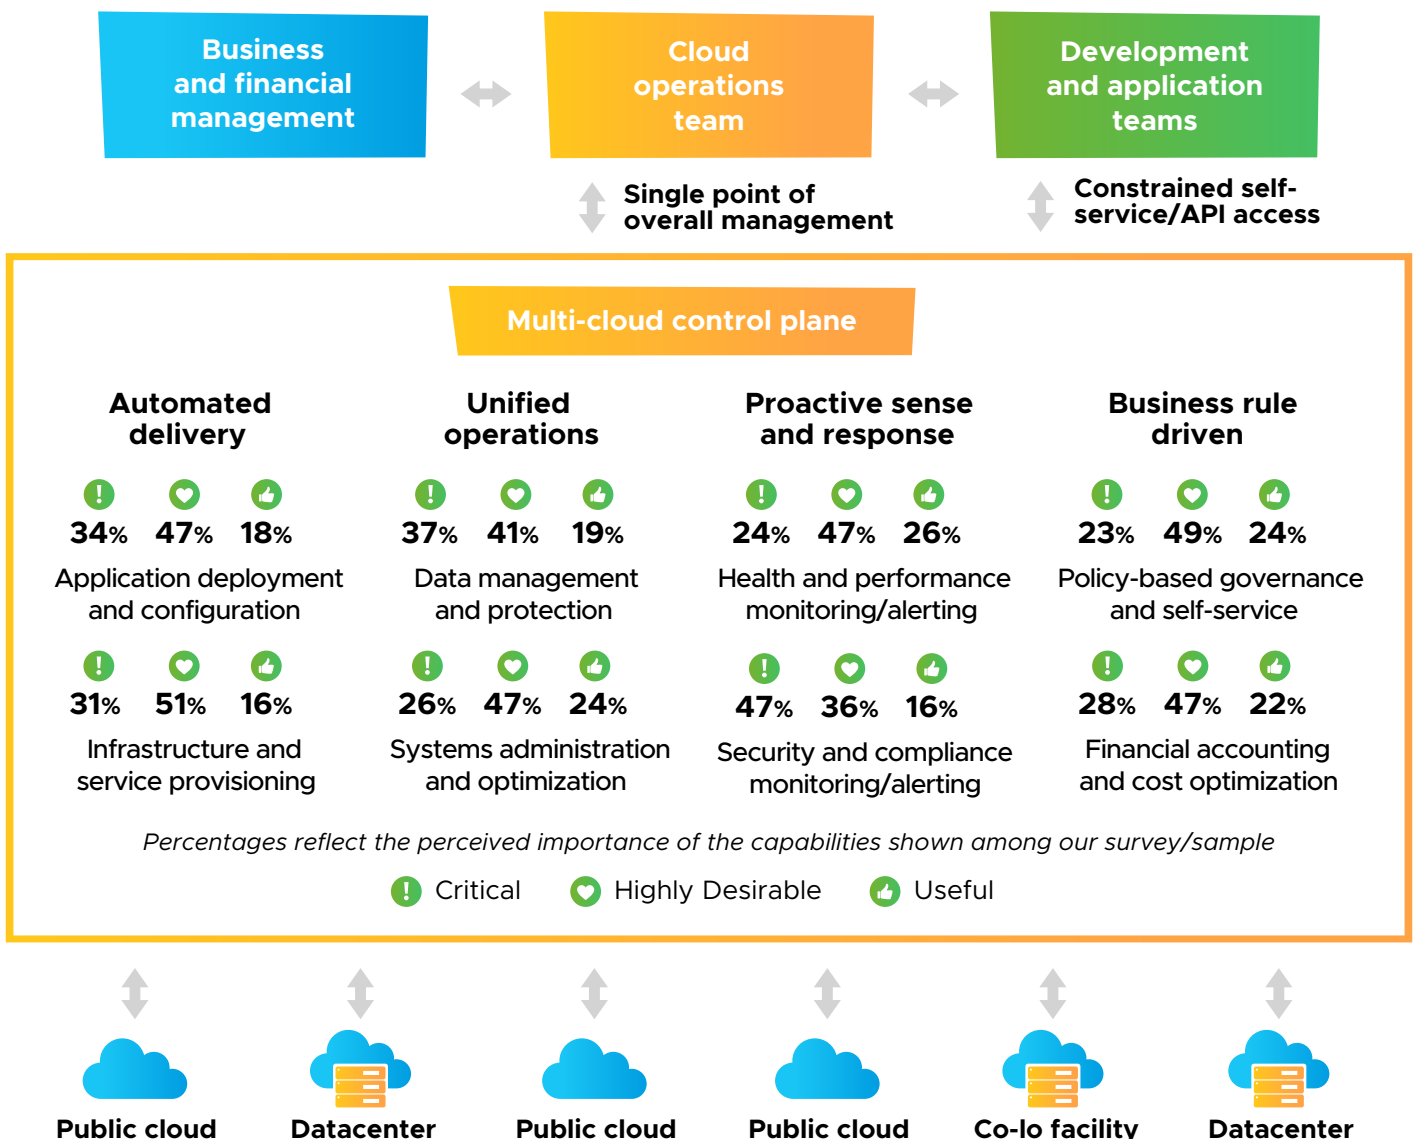 Business
and financial
management
Cloud
operations
team
Development
and application
teams
Single point of
overall management
Constrained self-
service/API access
Multi-cloud control plane
Automated
delivery
34% 47% 18%
Application deployment
and configuration
31% 51% 16%
Infrastructure and
service provisioning
Unified
operations
37% 41% 19%
Data management
and protection
26% 47% 24%
Systems administration
and optimization
Proactive sense
and response
24% 47% 26%
Health and performance
monitoring/alerting
47% 36% 16%
Security and compliance
monitoring/alerting
Business rule
driven
23% 49% 24%
Policy-based governance
and self-service
28% 47% 22%
Financial accounting
and cost optimization
Percentages reflect the perceived importance of the capabilities shown among our survey/sample
Critical Highly Desirable Useful
Public cloud Datacenter Public cloud Public cloud Co-lo facility Datacenter